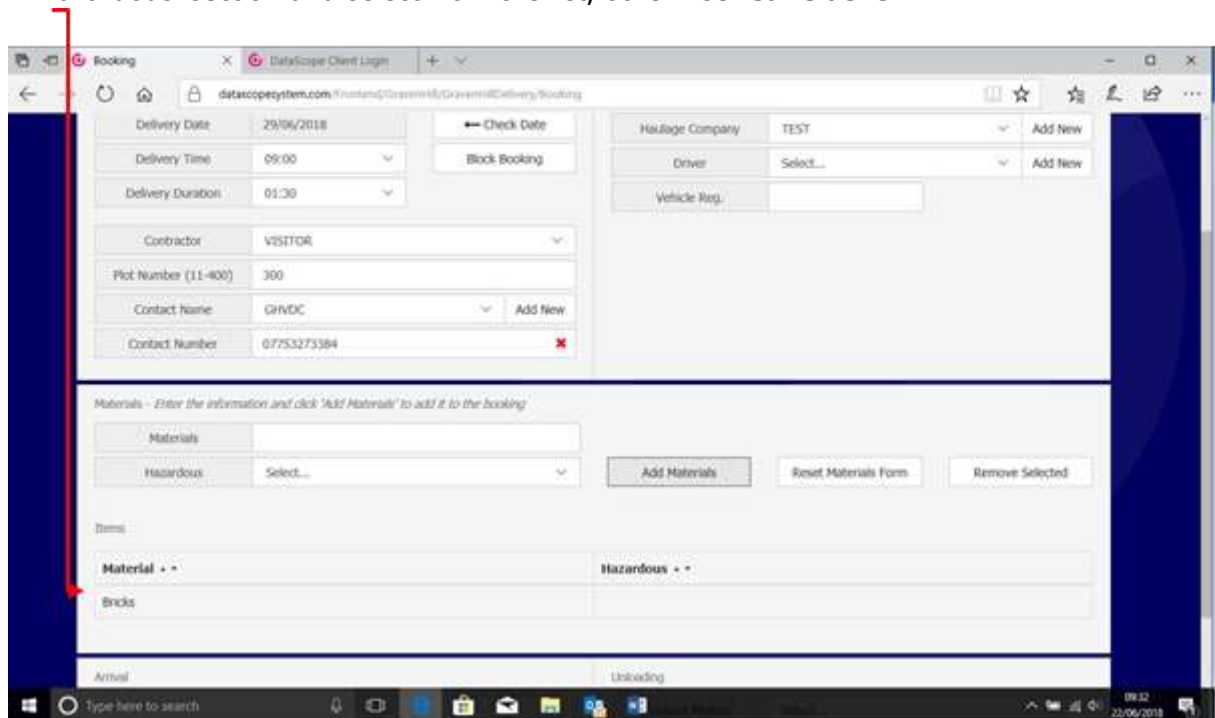 Booking
DataScope Client Login
datascopesystem.com/Frontend/GravenHill/GravenHillDelivery/Booking
Delivery Date 29/06/2018 Check Date
Delivery Time 09:00 Block Booking
Delivery Duration 01:30
Haulage Company TEST Add New
Driver Select... Add New
Vehicle Reg.
Contractor VISITOR
Plot Number (11-400) 300
Contact Name GHVDC Add New
Contact Number 07753273384
Materials - Enter the information and click 'Add Materials' to add it to the booking
Materials
Hazardous Select... Add Materials Reset Materials Form Remove Selected
Items
Material Hazardous
Bricks
Arrival Unloading
Type here to search
09:32
22/06/2018